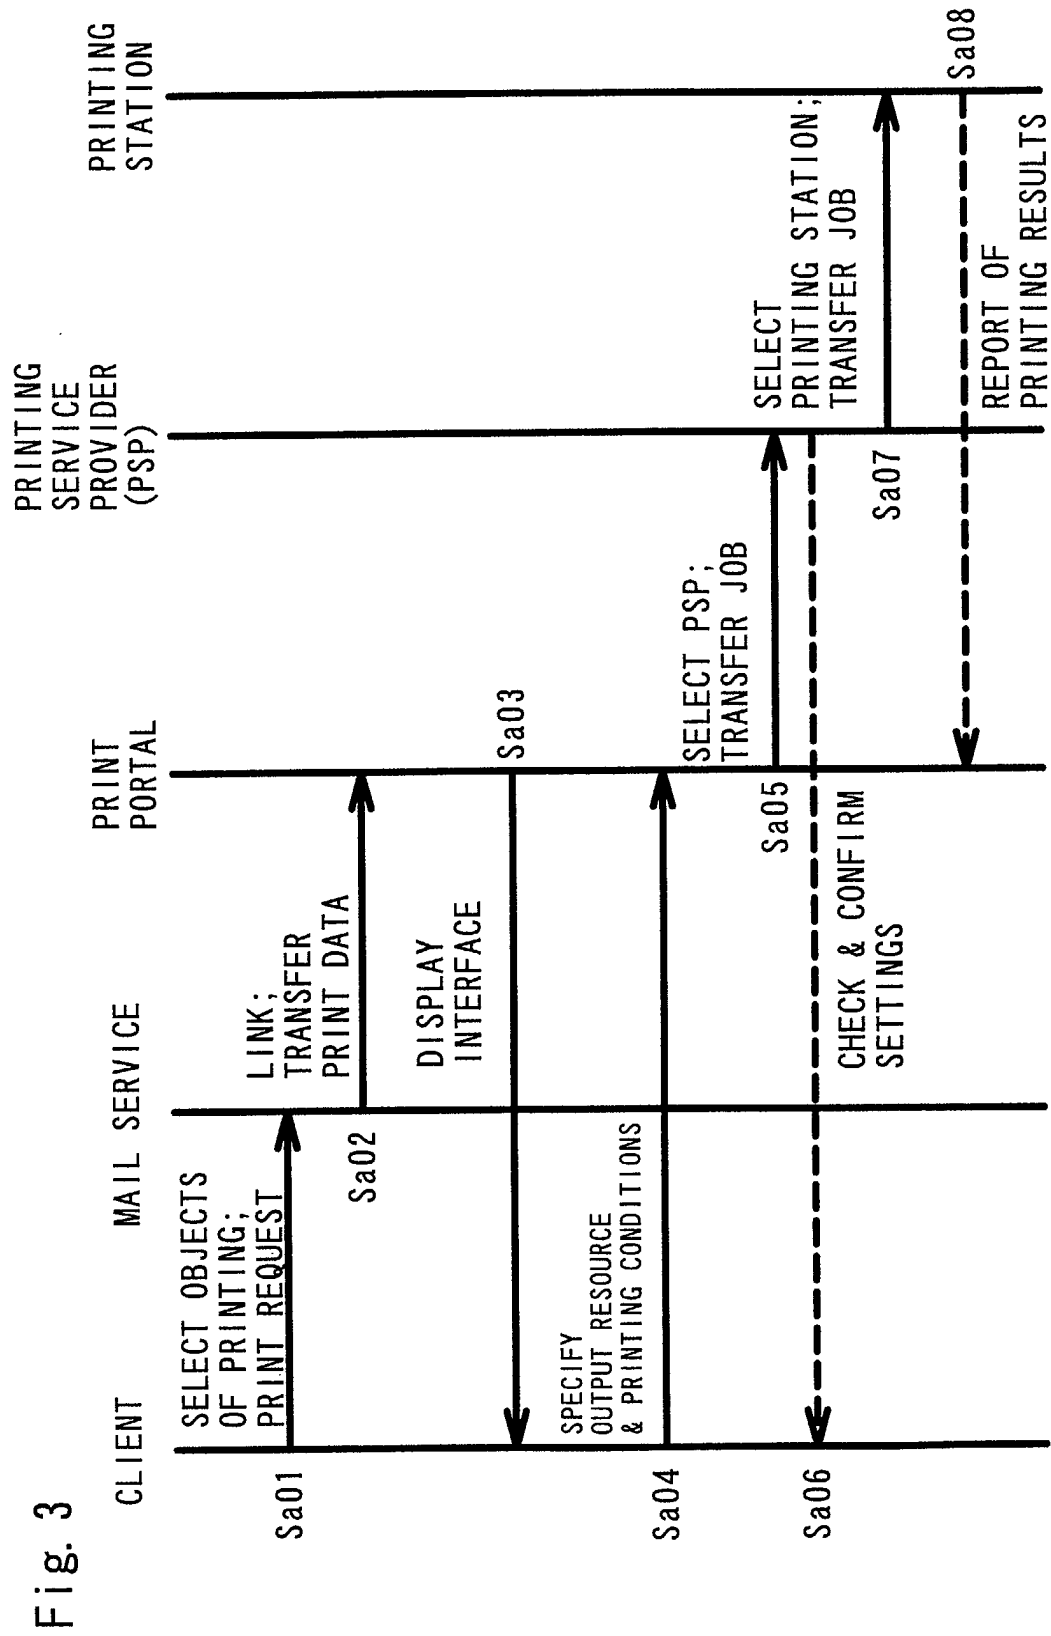 Fig. 3
CLIENT
MAIL SERVICE
PRINT
PORTAL
PRINTING
SERVICE
PROVIDER
(PSP)
PRINTING
STATION
Sa01
SELECT OBJECTS
OF PRINTING;
PRINT REQUEST
Sa02
LINK;
TRANSFER
PRINT DATA
Sa03
DISPLAY
INTERFACE
Sa04
SPECIFY
OUTPUT RESOURCE
& PRINTING CONDITIONS
Sa05
SELECT PSP;
TRANSFER JOB
Sa06
CHECK & CONFIRM
SETTINGS
Sa07
SELECT
PRINTING STATION;
TRANSFER JOB
Sa08
REPORT OF
PRINTING RESULTS